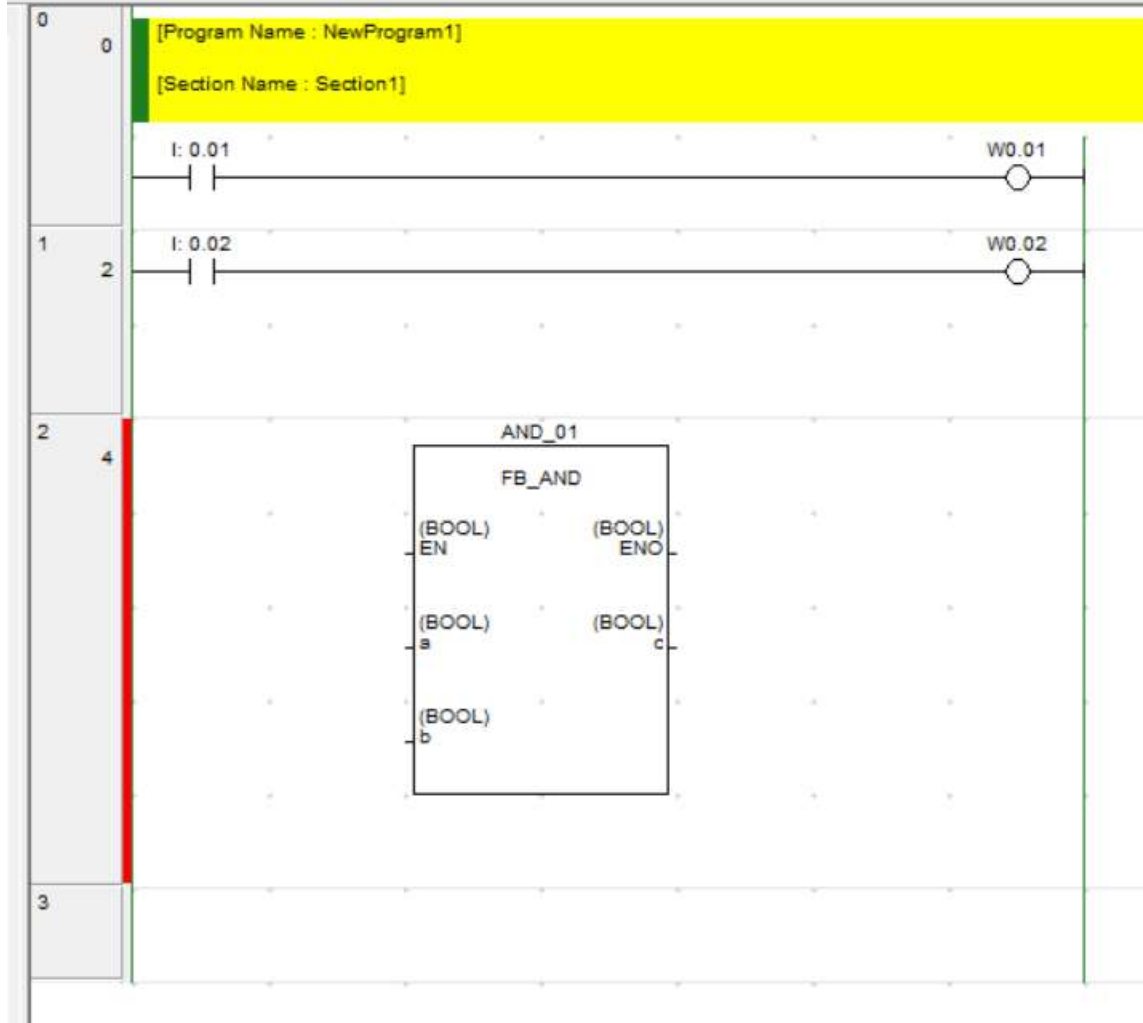 0
0
[Program Name : NewProgram1]
[Section Name : Section1]
I: 0.01
W0.01
1
2
I: 0.02
W0.02
2
4
AND_01
FB_AND
(BOOL)
EN
(BOOL)
ENO
(BOOL)
a
(BOOL)
c
(BOOL)
b
3